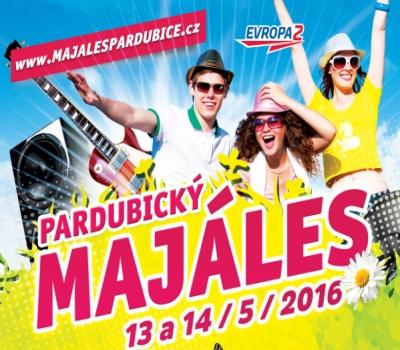 www.MAJALESPARDUBICE.cz
EVROPA 2
PARDUBICKÝ
MAJÁLES
13 a 14 / 5 / 2016